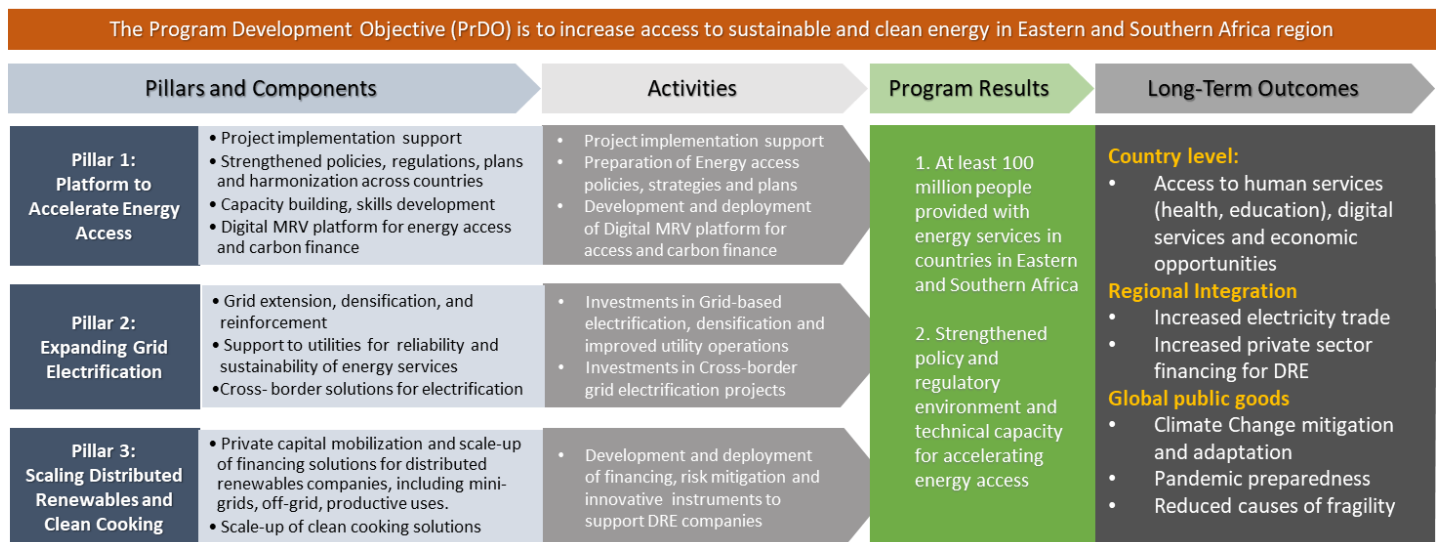 The Program Development Objective (PrDO) is to increase access to sustainable and clean energy in Eastern and Southern Africa region
Pillars and Components
Activities
Program Results
Long-Term Outcomes
Pillar 1:
Platform to
Accelerate Energy
Access
• Project implementation support
• Strengthened policies, regulations, plans
and harmonization across countries
• Capacity building, skills development
• Digital MRV platform for energy access
and carbon finance
• Project implementation support
• Preparation of Energy access
policies, strategies and plans
• Development and deployment
of Digital MRV platform for
access and carbon finance
Pillar 2:
Expanding Grid
Electrification
• Grid extension, densification, and
reinforcement
• Support to utilities for reliability and
sustainability of energy services
•Cross- border solutions for electrification
• Investments in Grid-based
electrification, densification and
improved utility operations
• Investments in Cross-border
grid electrification projects
Pillar 3:
Scaling Distributed
Renewables and
Clean Cooking
• Private capital mobilization and scale-up
of financing solutions for distributed
renewables companies, including mini-
grids, off-grid, productive uses.
• Scale-up of clean cooking solutions
• Development and deployment
of financing, risk mitigation and
innovative instruments to
support DRE companies
1. At least 100
million people
provided with
energy services in
countries in Eastern
and Southern Africa
2. Strengthened
policy and
regulatory
environment and
technical capacity
for accelerating
energy access
Country level:
• Access to human services
(health, education), digital
services and economic
opportunities
Regional Integration
• Increased electricity trade
• Increased private sector
financing for DRE
Global public goods
• Climate Change mitigation
and adaptation
• Pandemic preparedness
• Reduced causes of fragility